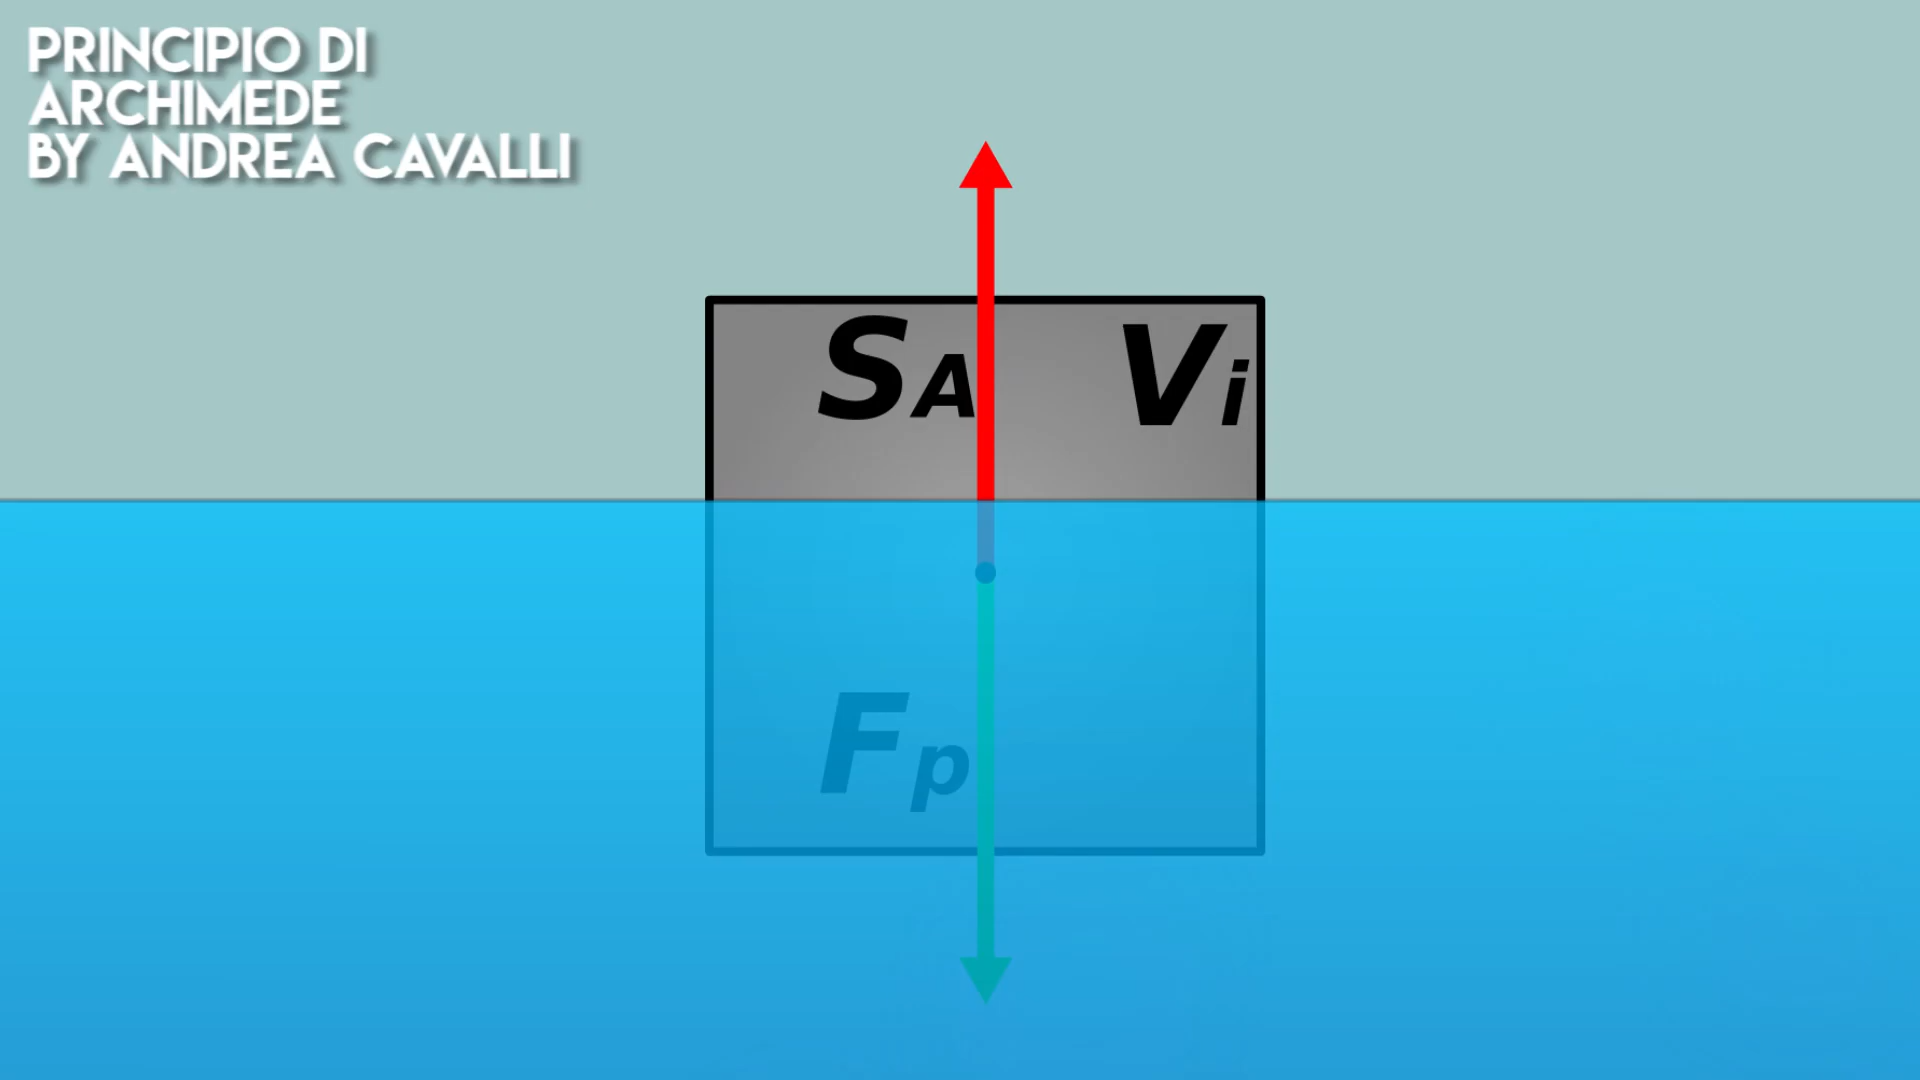 PRINCIPIO DI
ARCHIMEDE
BY ANDREA CAVALLI
SA Vi
Fp